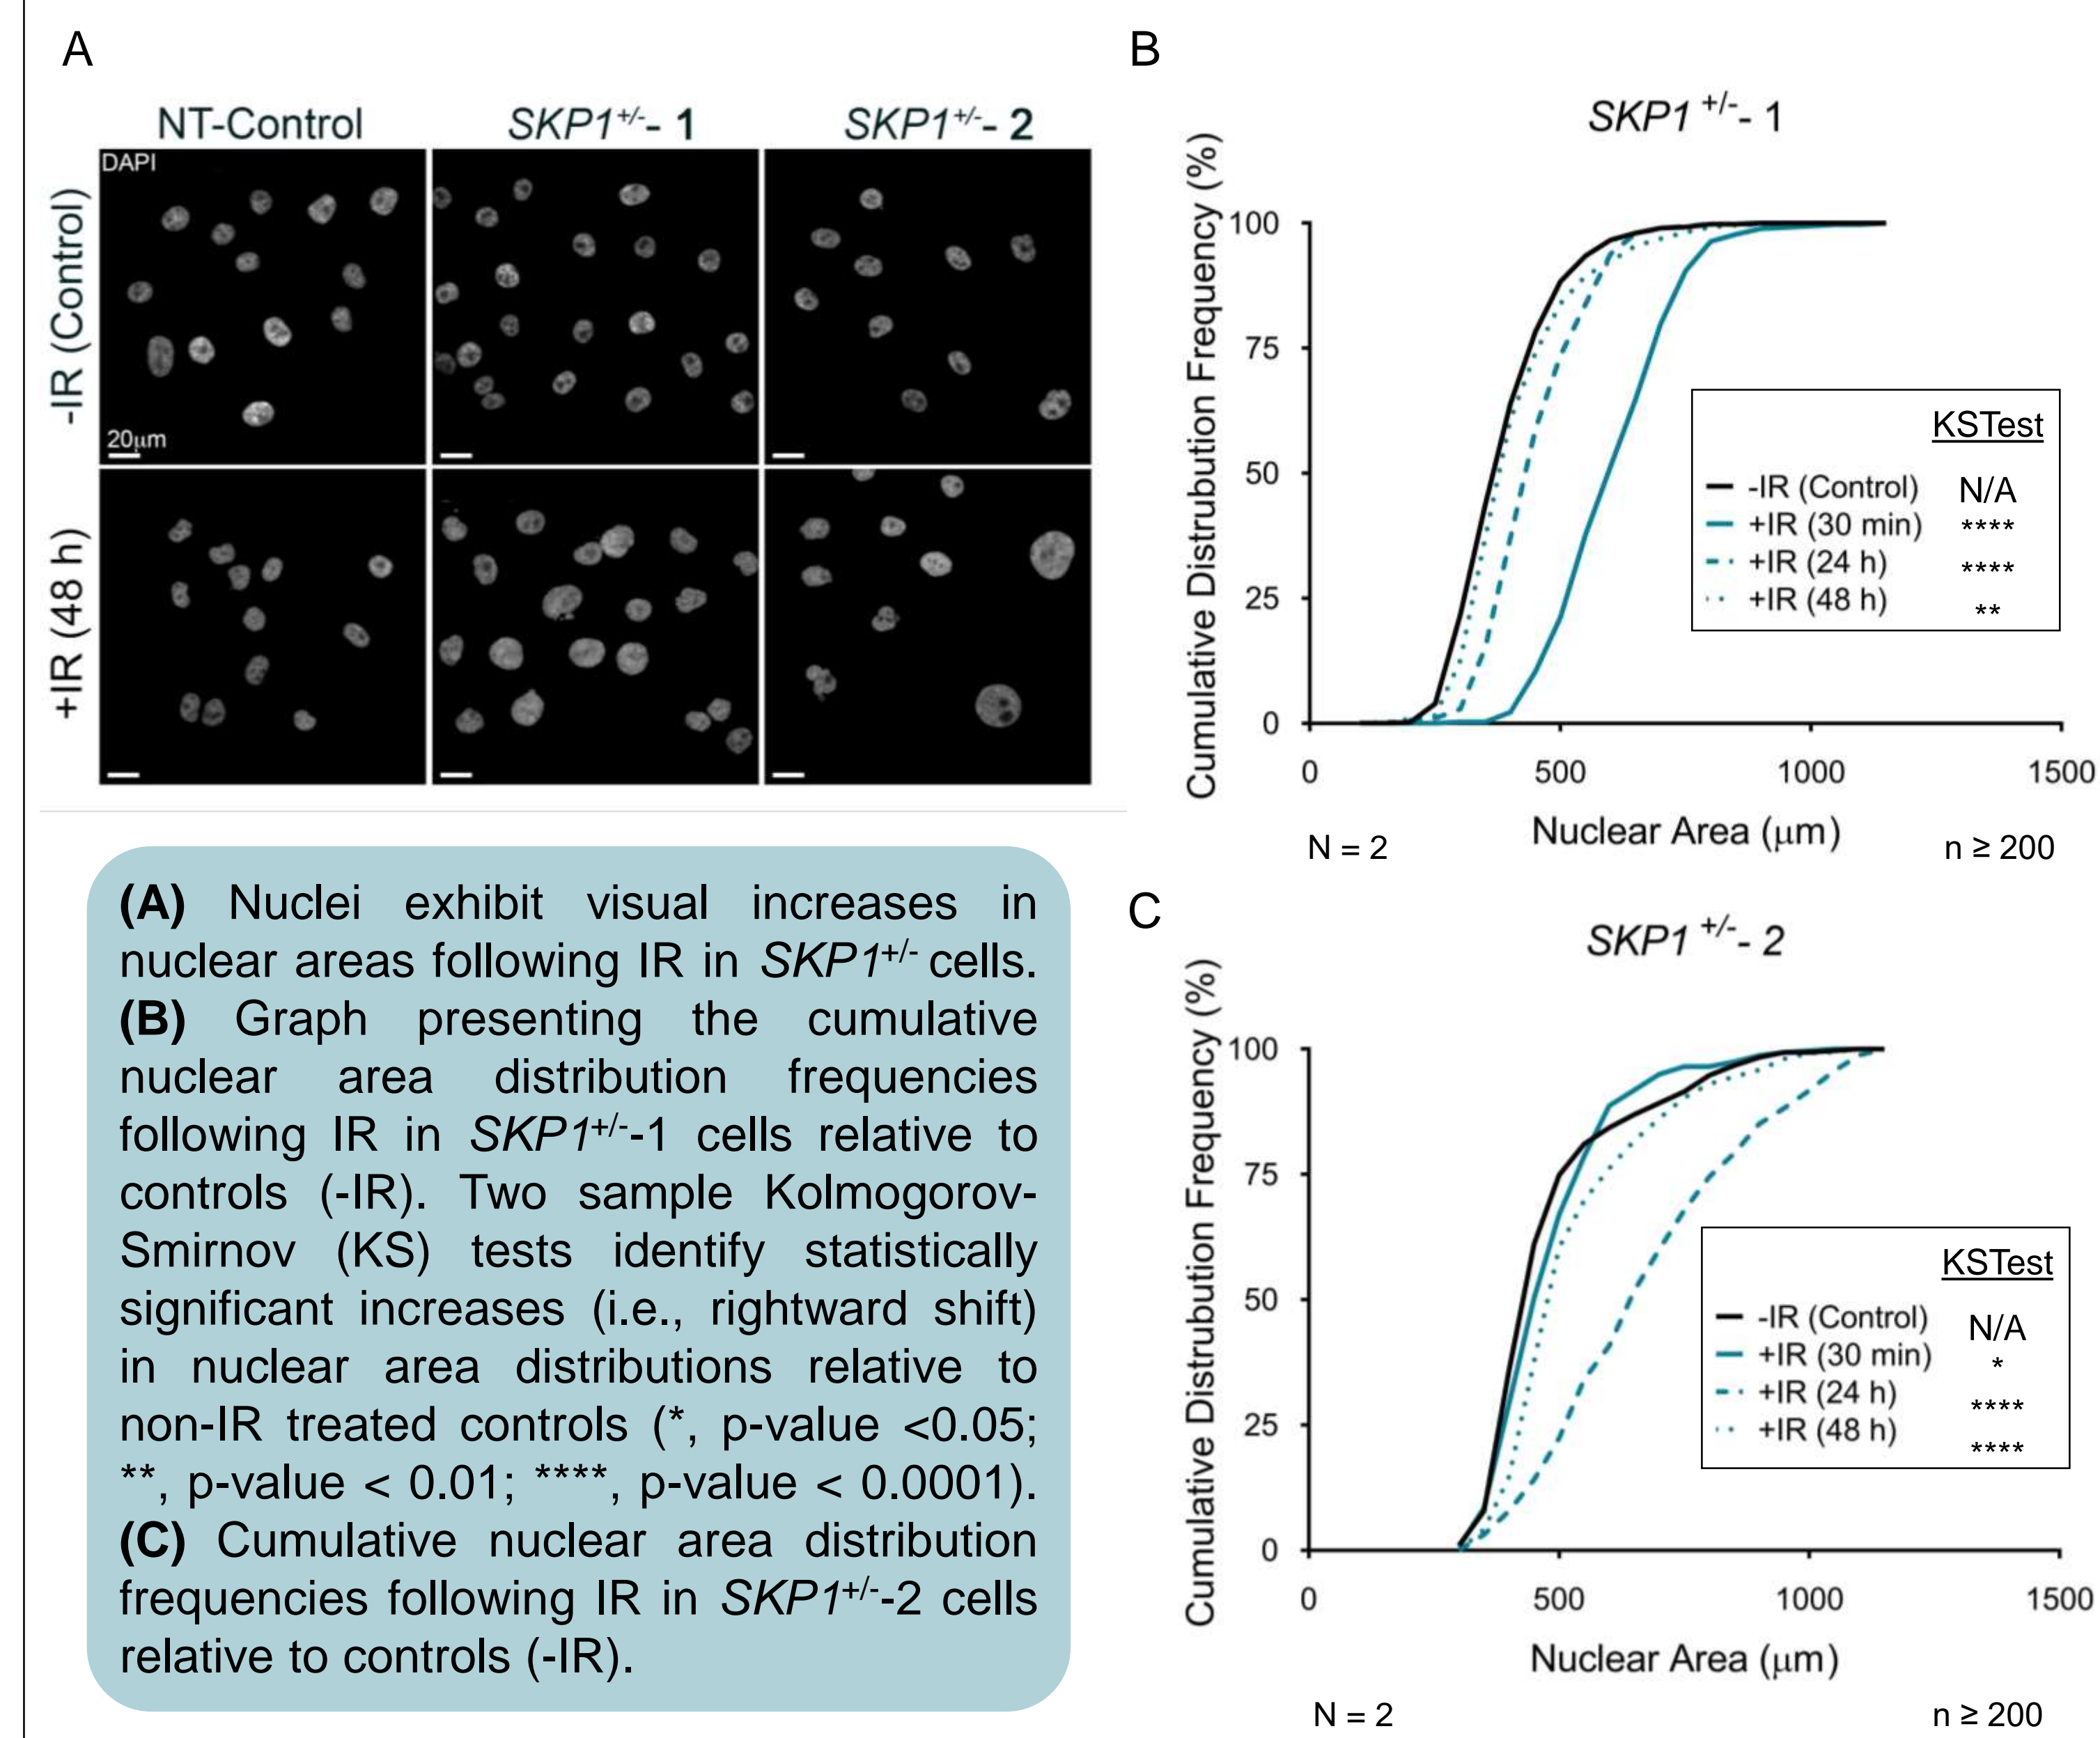 A
NT-Control
SKP1+/-- 1
SKP1+/-- 2
-IR (Control)
DAPI
20μm
+IR (48 h)
(A) Nuclei exhibit visual increases in
nuclear areas following IR in SKP1+/- cells.
(B) Graph presenting the cumulative
nuclear area distribution frequencies
following IR in SKP1+/--1 cells relative to
controls (-IR). Two sample Kolmogorov-
Smirnov (KS) tests identify statistically
significant increases (i.e., rightward shift)
in nuclear area distributions relative to
non-IR treated controls (*, p-value <0.05;
**, p-value < 0.01; ****, p-value < 0.0001).
(C) Cumulative nuclear area distribution
frequencies following IR in SKP1+/--2 cells
relative to controls (-IR).
B
SKP1 +/-- 1
Cumulative Distrubution Frequency (%)
100
75
50
25
0
KSTest
-IR (Control) N/A
+IR (30 min) ****
+IR (24 h) ****
+IR (48 h) **
0 500 1000 1500
Nuclear Area (μm)
N = 2
n ≥ 200
C
SKP1 +/-- 2
Cumulative Distrubution Frequency (%)
100
75
50
25
0
KSTest
-IR (Control) N/A
+IR (30 min) *
+IR (24 h) ****
+IR (48 h) ****
0 500 1000 1500
Nuclear Area (μm)
N = 2
n ≥ 200